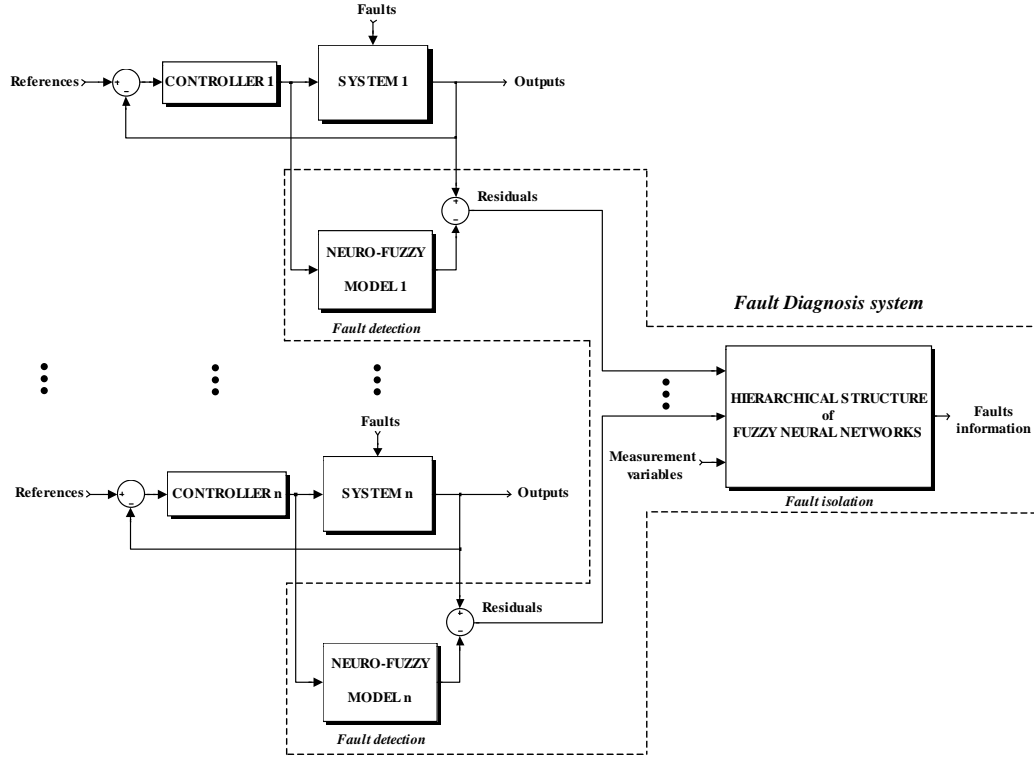 Faults
References
+
−
CONTROLLER 1
SYSTEM 1
Outputs
Residuals
+
−
NEURO-FUZZY
MODEL 1
Fault detection
Fault Diagnosis system
HIERARCHICAL STRUCTURE
of
FUZZY NEURAL NETWORKS
Faults
information
Measurement
variables
Fault isolation
Faults
References
+
−
CONTROLLER n
SYSTEM n
Outputs
Residuals
+
−
NEURO-FUZZY
MODEL n
Fault detection